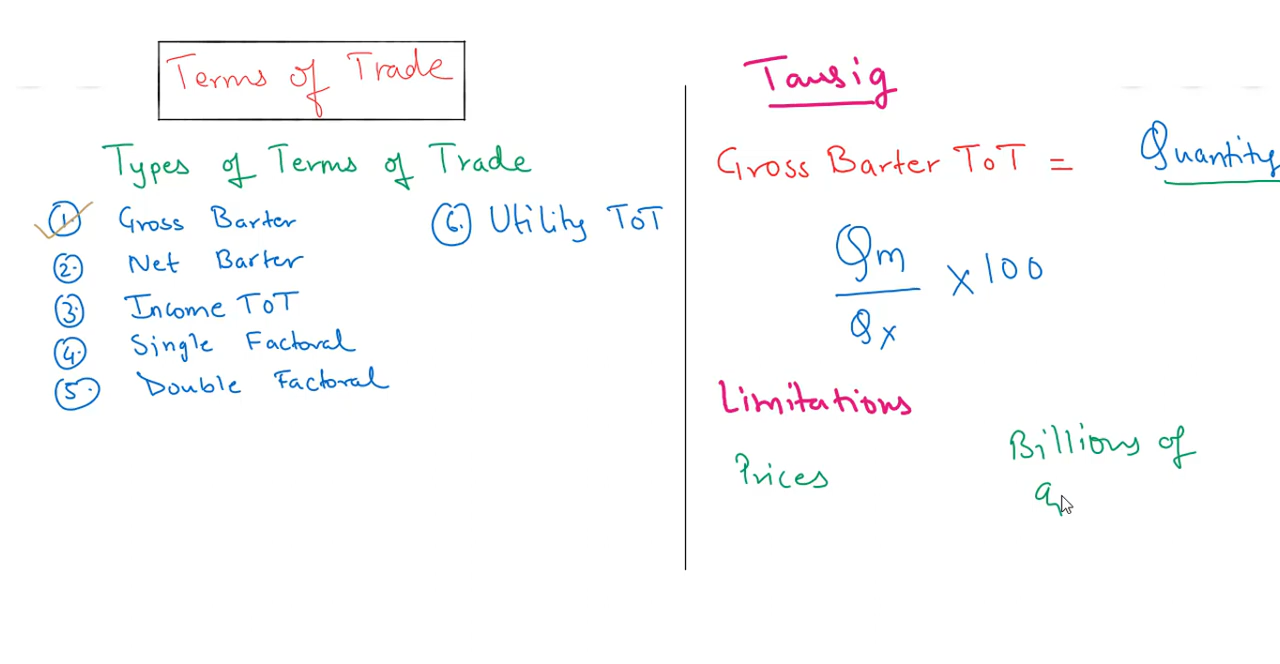 Terms of Trade
Types of Terms of Trade
1 Gross Barter
2. Net Barter
3. Income ToT
4. Single Factoral
5. Double Factoral
6. Utility ToT
Tausig
Gross Barter ToT = Quantity
Qm
Qx
x 100
Limitations
Prices
Billions of
q